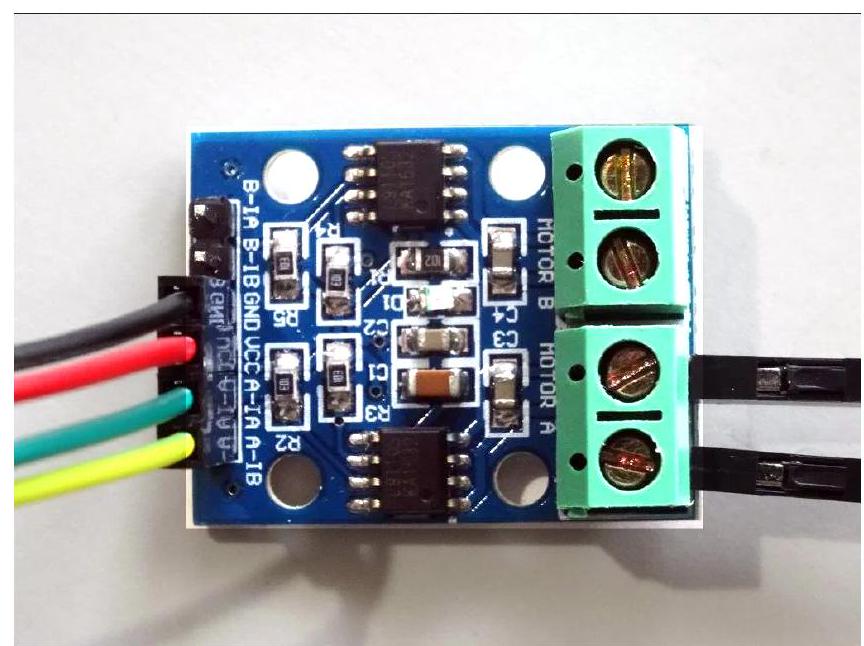 B-IA
B-IB
GND
VCC
A-IA
A-IB
R4
R5
R1
D1
C2
C1
R3
R2
C4
C3
MOTOR B
MOTOR A
102